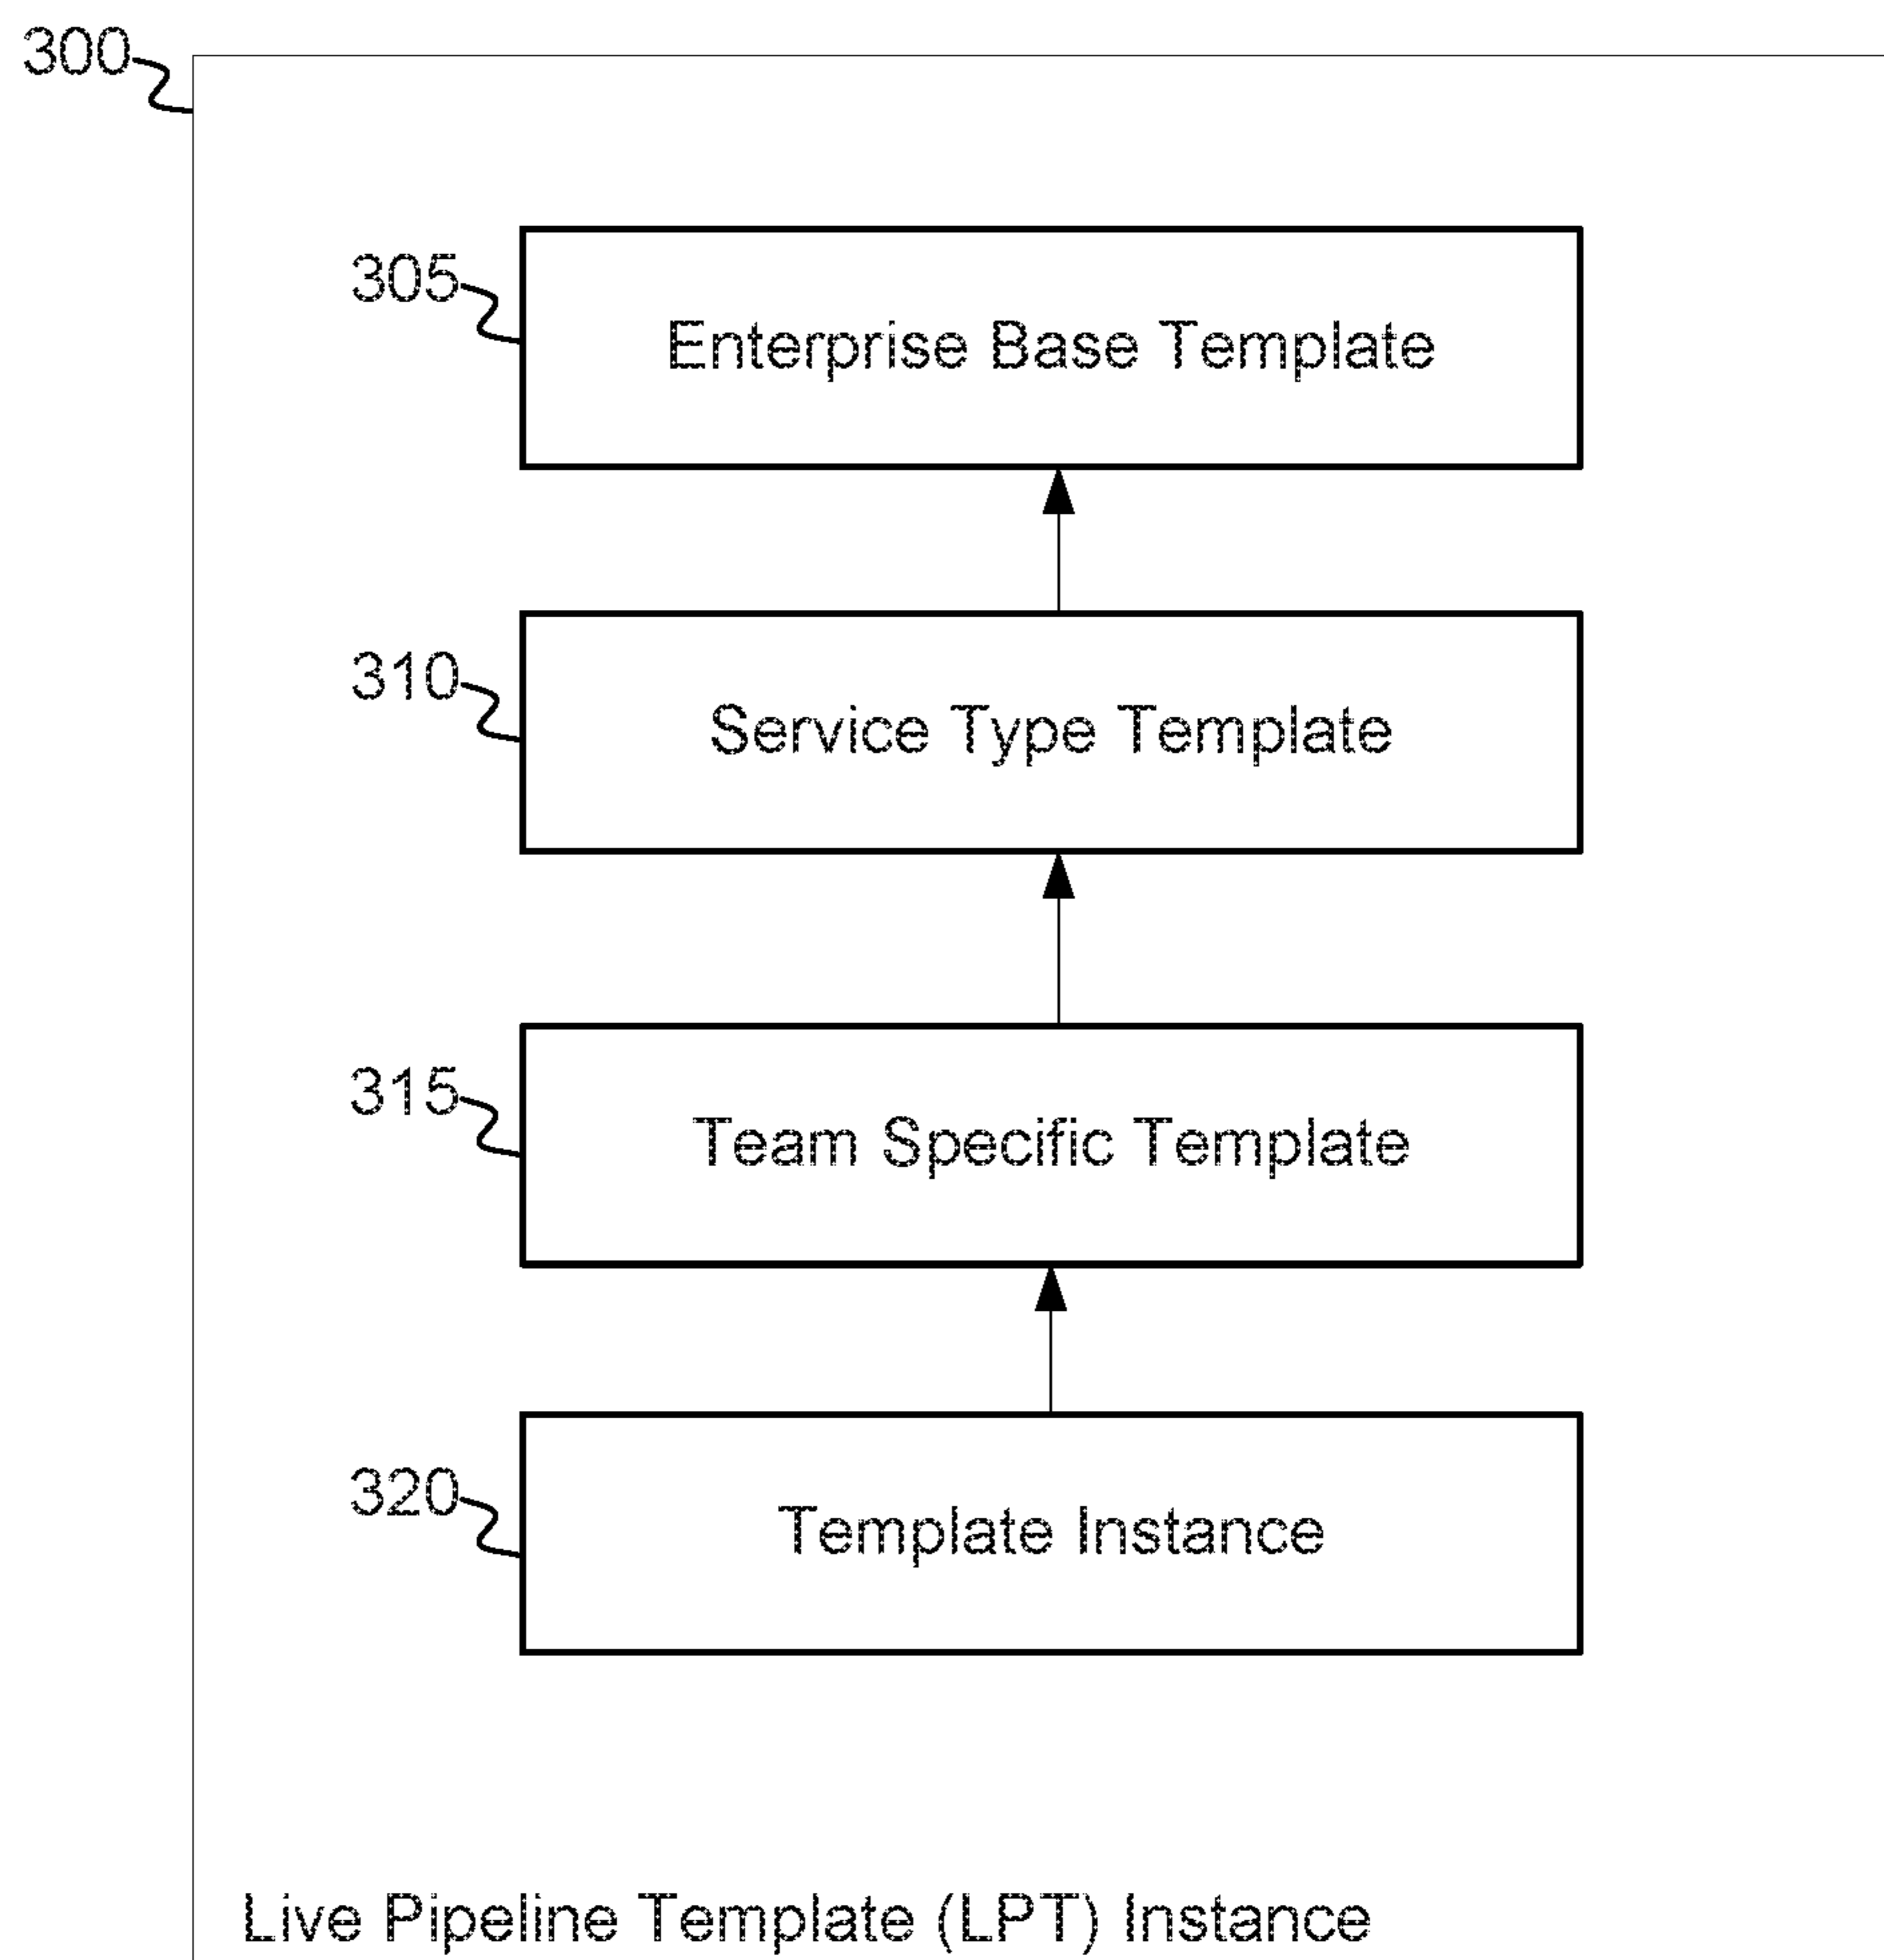 300
305
Enterprise Base Template
310
Service Type Template
315
Team Specific Template
320
Template Instance
Live Pipeline Template (LPT) Instance